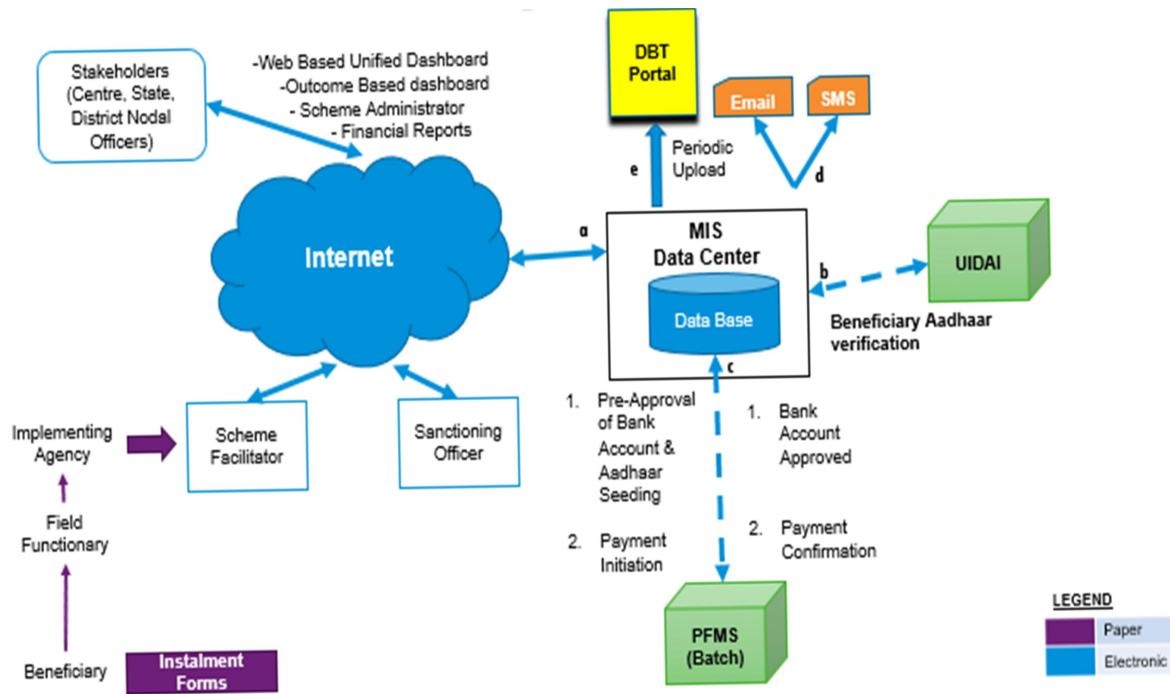 Stakeholders
(Centre, State,
District Nodal
Officers)
-Web Based Unified Dashboard
-Outcome Based dashboard
- Scheme Administrator
- Financial Reports
DBT
Portal
Email
SMS
e
Periodic
Upload
d
Internet
a
MIS
Data Center
Data Base
b
UIDAI
Beneficiary Aadhaar
verification
c
Implementing
Agency
Scheme
Facilitator
Sanctioning
Officer
1. Pre-Approval
of Bank
Account &
Aadhaar
Seeding
2. Payment
Initiation
1. Bank
Account
Approved
2. Payment
Confirmation
Field
Functionary
Beneficiary
Instalment
Forms
PFMS
(Batch)
LEGEND
Paper
Electronic